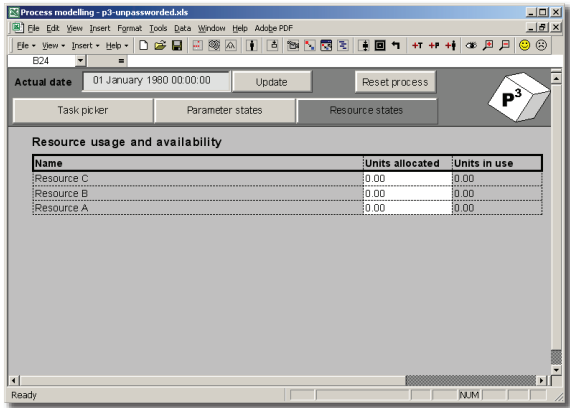 Process modelling - p3-unpassworded.xls
File Edit View Insert Format Tools Data Window Help Adobe PDF
File View Insert Help +T +P +
B24 =
Actual date 01 January 1980 00:00:00 Update Reset process
P3
Task picker Parameter states Resource states
Resource usage and availability
Name Units allocated Units in use
Resource C 0.00 0.00
Resource B 0.00 0.00
Resource A 0.00 0.00
Ready NUM